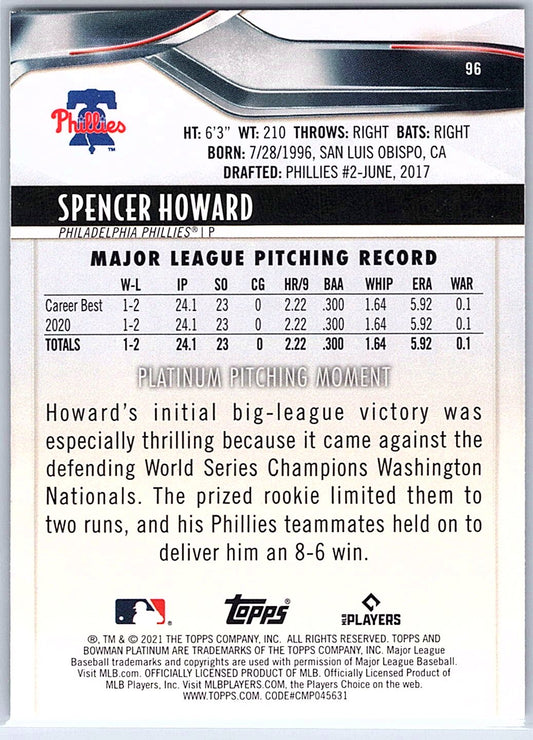 96
Phillies
™
HT: 6'3" WT: 210 THROWS: RIGHT BATS: RIGHT
BORN: 7/28/1996, SAN LUIS OBISPO, CA
DRAFTED: PHILLIES #2-JUNE, 2017
SPENCER HOWARD
PHILADELPHIA PHILLIES® | P
MAJOR LEAGUE PITCHING RECORD
W-L IP SO CG HR/9 BAA WHIP ERA WAR
Career Best 1-2 24.1 23 0 2.22 .300 1.64 5.92 0.1
2020 1-2 24.1 23 0 2.22 .300 1.64 5.92 0.1
TOTALS 1-2 24.1 23 0 2.22 .300 1.64 5.92 0.1
PLATINUM PITCHING MOMENT
Howard's initial big-league victory was
especially thrilling because it came against the
defending World Series Champions Washington
Nationals. The prized rookie limited them to
two runs, and his Phillies teammates held on to
deliver him an 8-6 win.
® Topps® MLB PLAYERS
®, TM & © 2021 THE TOPPS COMPANY, INC. ALL RIGHTS RESERVED. TOPPS AND
BOWMAN PLATINUM ARE TRADEMARKS OF THE TOPPS COMPANY, INC. Major League
Baseball trademarks and copyrights are used with permission of Major League Baseball.
Visit MLB.com. OFFICIALLY LICENSED PRODUCT OF MLB. Officially Licensed Product of
MLB Players, Inc. Visit MLBPLAYERS.COM, the Players Choice on the web.
WWW.TOPPS.COM. CODE#CMP045631